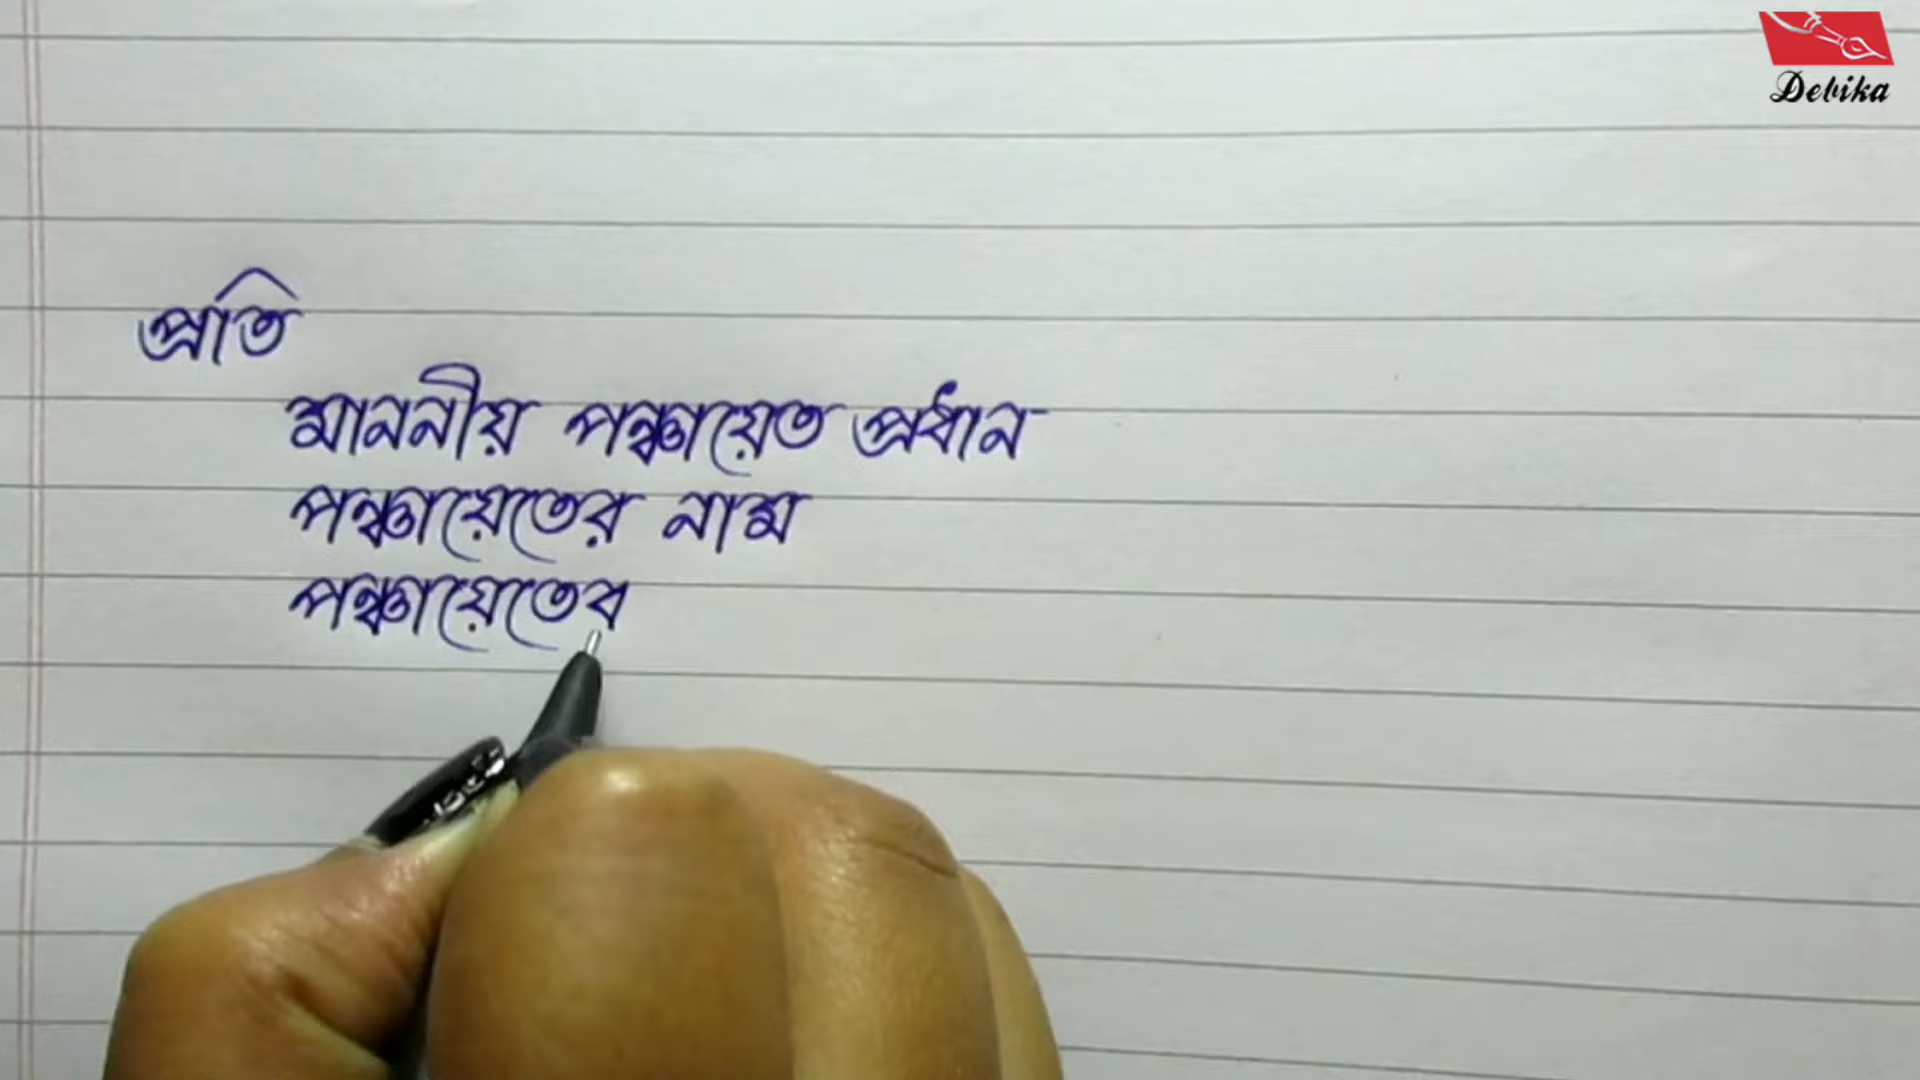 Debika
প্রতি
মাননীয় পঞ্চায়েত প্রধান
পঞ্চায়েতের নাম
পঞ্চায়েতেব